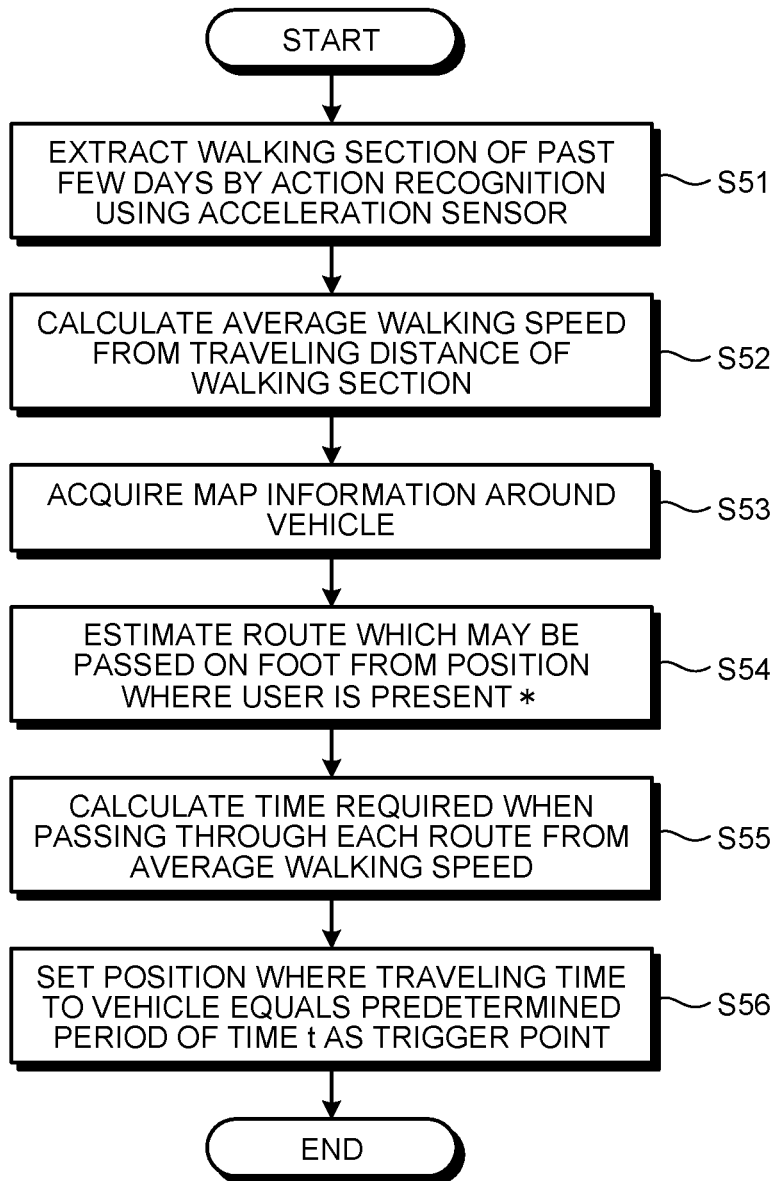 START
EXTRACT WALKING SECTION OF PAST
FEW DAYS BY ACTION RECOGNITION
USING ACCELERATION SENSOR
S51
CALCULATE AVERAGE WALKING SPEED
FROM TRAVELING DISTANCE OF
WALKING SECTION
S52
ACQUIRE MAP INFORMATION AROUND
VEHICLE
S53
ESTIMATE ROUTE WHICH MAY BE
PASSED ON FOOT FROM POSITION
WHERE USER IS PRESENT *
S54
CALCULATE TIME REQUIRED WHEN
PASSING THROUGH EACH ROUTE FROM
AVERAGE WALKING SPEED
S55
SET POSITION WHERE TRAVELING TIME
TO VEHICLE EQUALS PREDETERMINED
PERIOD OF TIME t AS TRIGGER POINT
S56
END